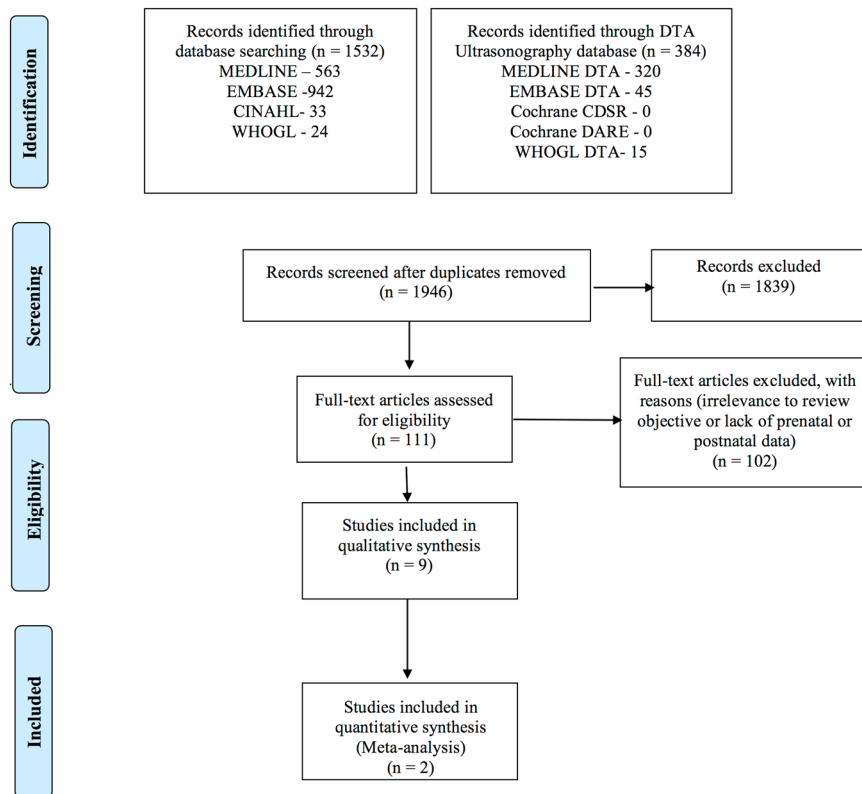 Identification
Records identified through
database searching (n = 1532)
MEDLINE – 563
EMBASE -942
CINAHL- 33
WHOGL - 24
Records identified through DTA
Ultrasonography database (n = 384)
MEDLINE DTA - 320
EMBASE DTA - 45
Cochrane CDSR - 0
Cochrane DARE - 0
WHOGL DTA- 15
Screening
Records screened after duplicates removed
(n = 1946)
Records excluded
(n = 1839)
Full-text articles assessed
for eligibility
(n = 111)
Full-text articles excluded, with
reasons (irrelevance to review
objective or lack of prenatal or
postnatal data)
(n = 102)
Eligibility
Studies included in
qualitative synthesis
(n = 9)
Included
Studies included in
quantitative synthesis
(Meta-analysis)
(n = 2)